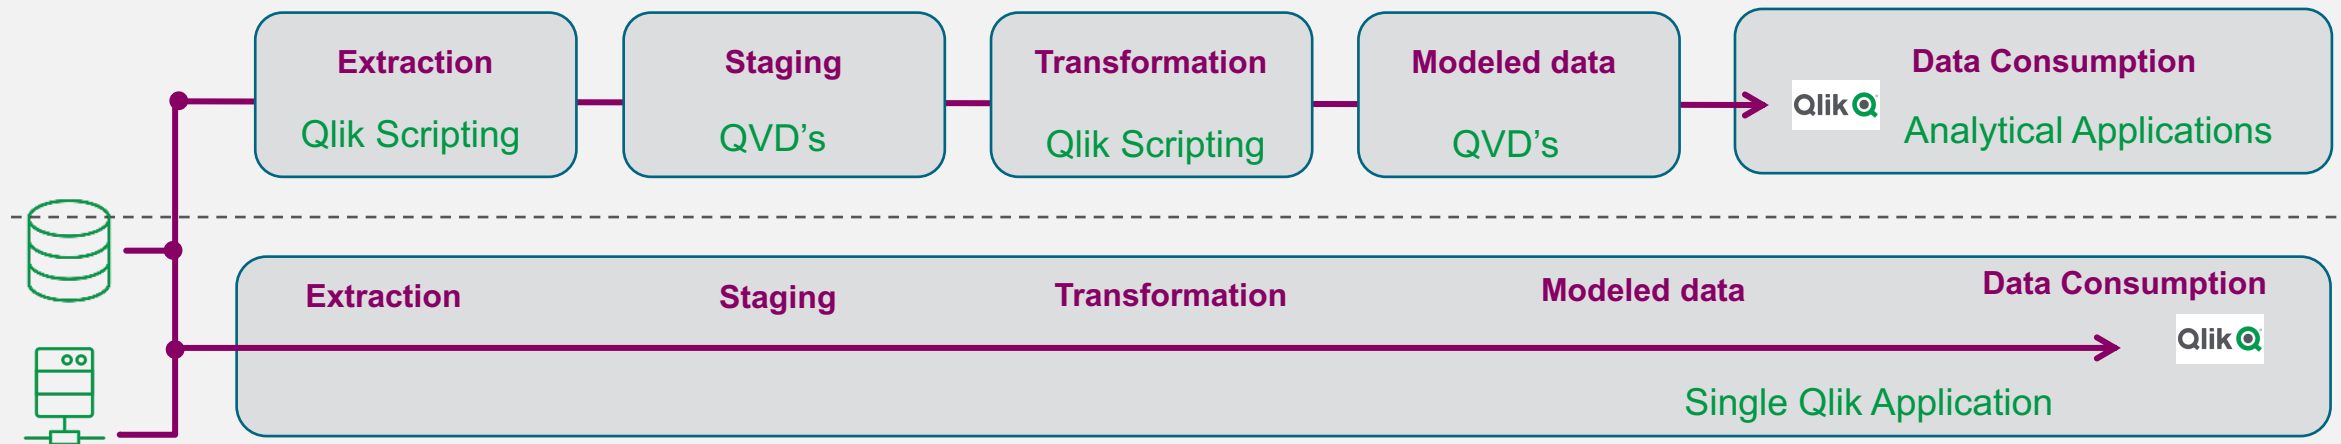 Extraction
Qlik Scripting
Staging
QVD's
Transformation
Qlik Scripting
Modeled data
QVD's
Data Consumption
Qlik
Analytical Applications
Extraction
Staging
Transformation
Modeled data
Data Consumption
Qlik
Single Qlik Application